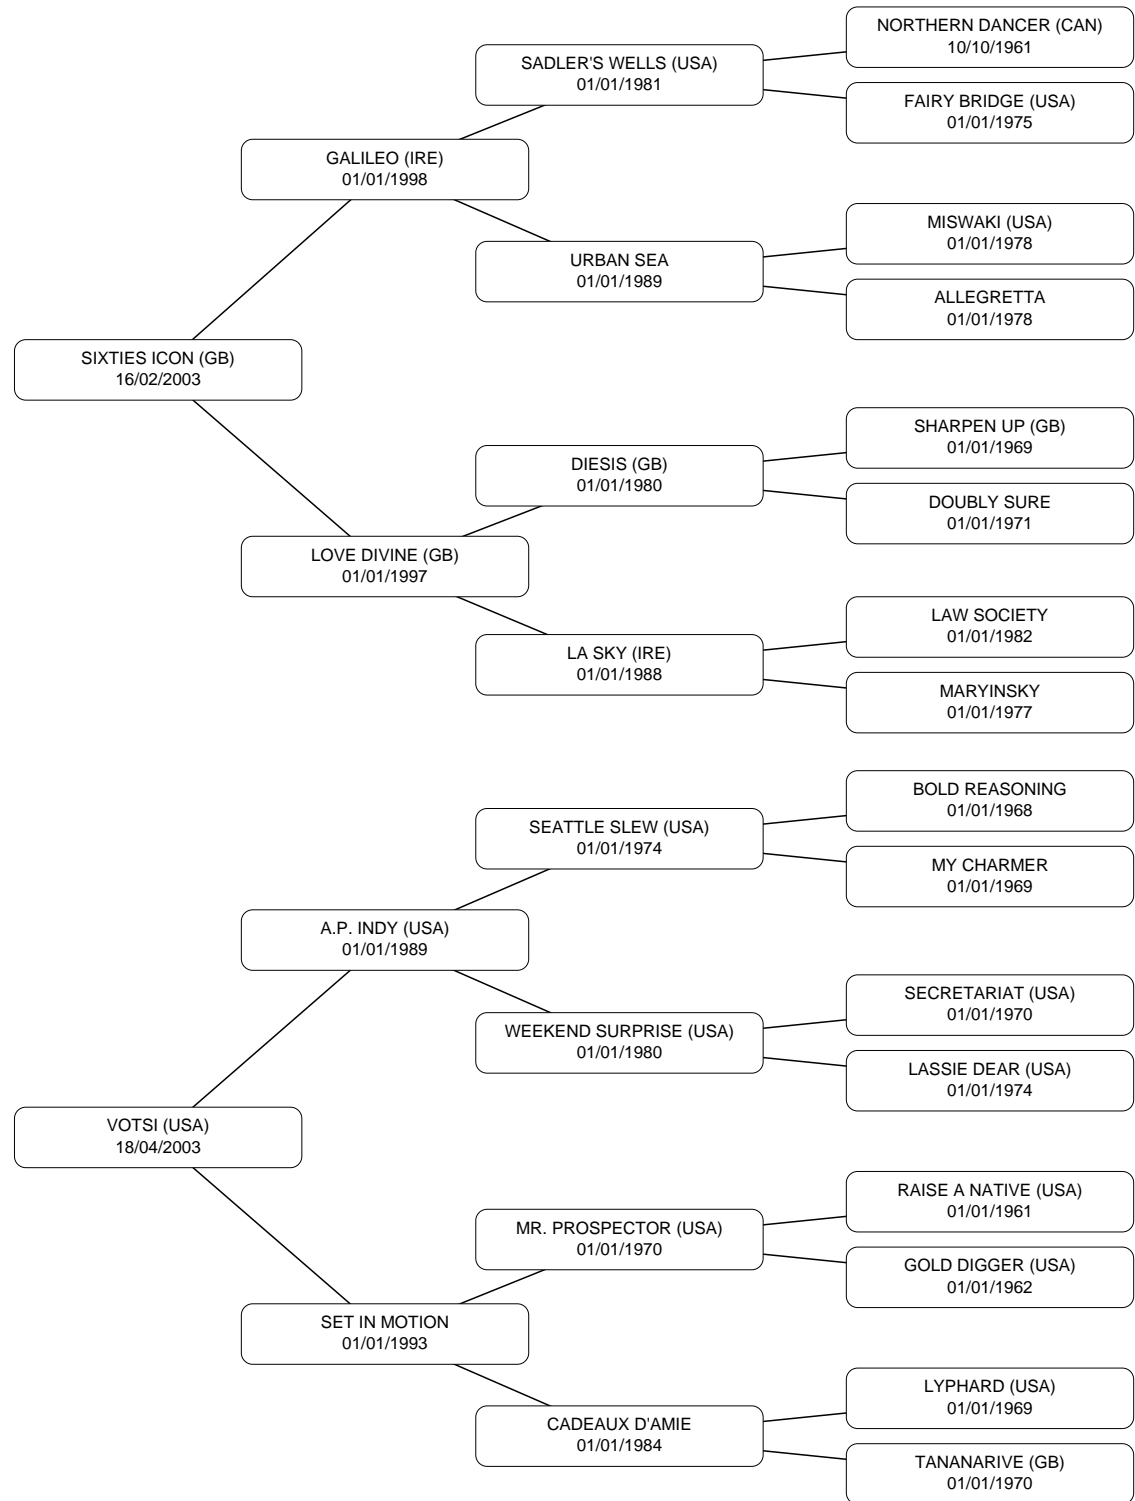 NORTHERN DANCER (CAN)
10/10/1961
SADLER'S WELLS (USA)
01/01/1981
FAIRY BRIDGE (USA)
01/01/1975
GALILEO (IRE)
01/01/1998
MISWAKI (USA)
01/01/1978
URBAN SEA
01/01/1989
ALLEGRETTA
01/01/1978
SIXTIES ICON (GB)
16/02/2003
SHARPEN UP (GB)
01/01/1969
DIESIS (GB)
01/01/1980
DOUBLY SURE
01/01/1971
LOVE DIVINE (GB)
01/01/1997
LAW SOCIETY
01/01/1982
LA SKY (IRE)
01/01/1988
MARYINSKY
01/01/1977
BOLD REASONING
01/01/1968
SEATTLE SLEW (USA)
01/01/1974
MY CHARMER
01/01/1969
A.P. INDY (USA)
01/01/1989
SECRETARIAT (USA)
01/01/1970
WEEKEND SURPRISE (USA)
01/01/1980
LASSIE DEAR (USA)
01/01/1974
VOTSI (USA)
18/04/2003
RAISE A NATIVE (USA)
01/01/1961
MR. PROSPECTOR (USA)
01/01/1970
GOLD DIGGER (USA)
01/01/1962
SET IN MOTION
01/01/1993
LYPHARD (USA)
01/01/1969
CADEAUX D'AMIE
01/01/1984
TANANARIVE (GB)
01/01/1970